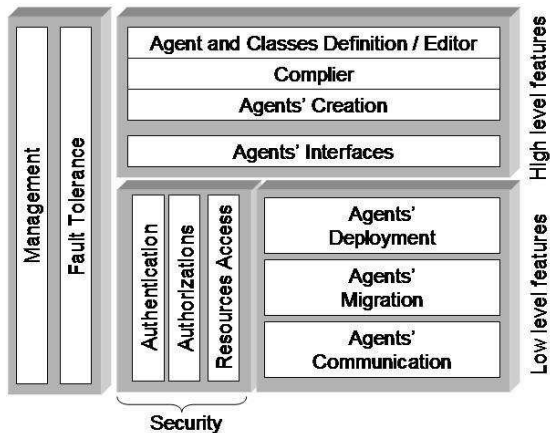 Management
Fault Tolerance
Agent and Classes Definition / Editor
Complier
Agents' Creation
Agents' Interfaces
HIgh level features
Authentication
Authorizations
Resources Access
Security
Agents'
Deployment
Agents'
Migration
Agents'
Communication
Low level features